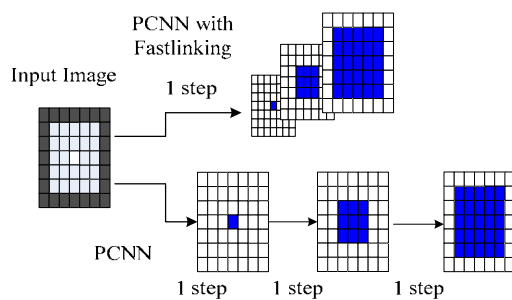 PCNN with
Fastlinking
Input Image
1 step
PCNN
1 step
1 step
1 step